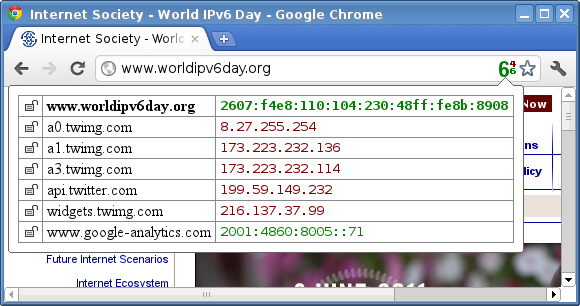 Internet Society - World IPv6 Day - Google Chrome
Internet Society - World
www.worldipv6day.org
6 4 6
www.worldipv6day.org 2607:f4e8:110:104:230:48ff:fe8b:8908
a0.twimg.com 8.27.255.254
a1.twimg.com 173.223.232.136
a3.twimg.com 173.223.232.114
api.twitter.com 199.59.149.232
widgets.twimg.com 216.137.37.99
www.google-analytics.com 2001:4860:8005::71
Now
ns
licy
Future Internet Scenarios
Internet Ecosystem